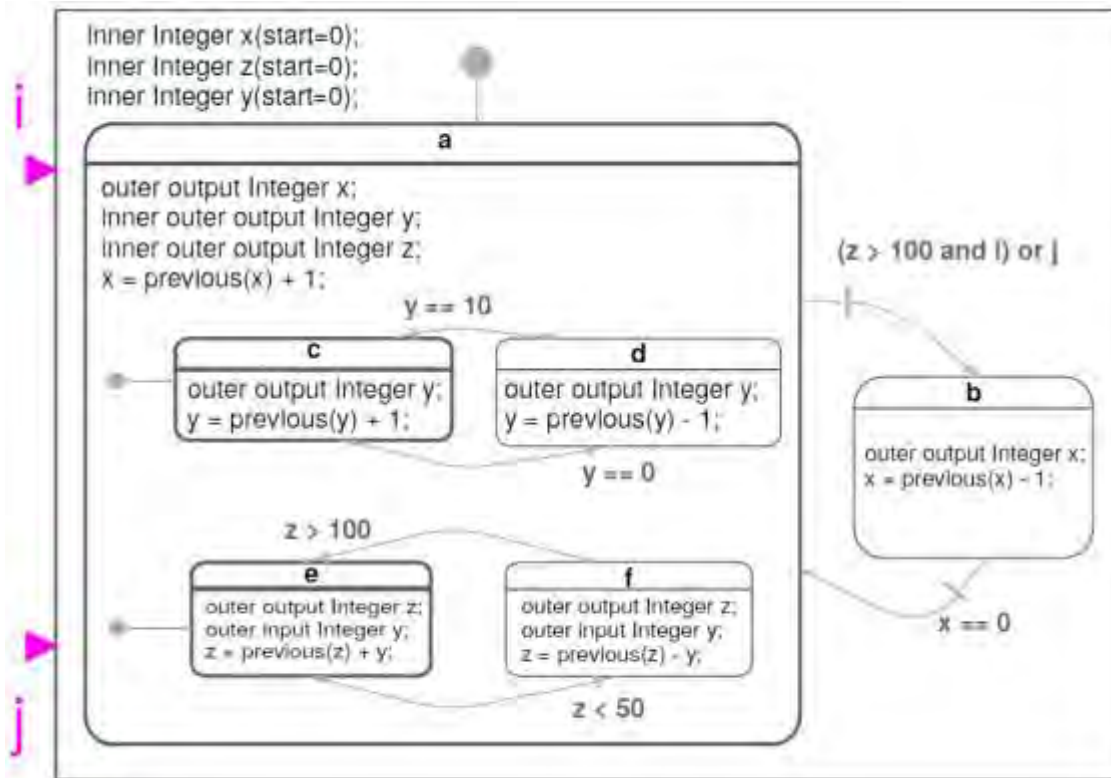 inner Integer x(start=0);
inner Integer z(start=0);
inner Integer y(start=0);
i
a
outer output Integer x;
inner outer output Integer y;
inner outer output Integer z;
x = previous(x) + 1;
(z > 100 and i) or j
y == 10
c
outer output Integer y;
y = previous(y) + 1;
d
outer output Integer y;
y = previous(y) - 1;
y == 0
b
outer output Integer x;
x = previous(x) - 1;
z > 100
e
outer output Integer z;
outer input Integer y;
z = previous(z) + y;
f
outer output Integer z;
outer input Integer y;
z = previous(z) - y;
x == 0
z < 50
j